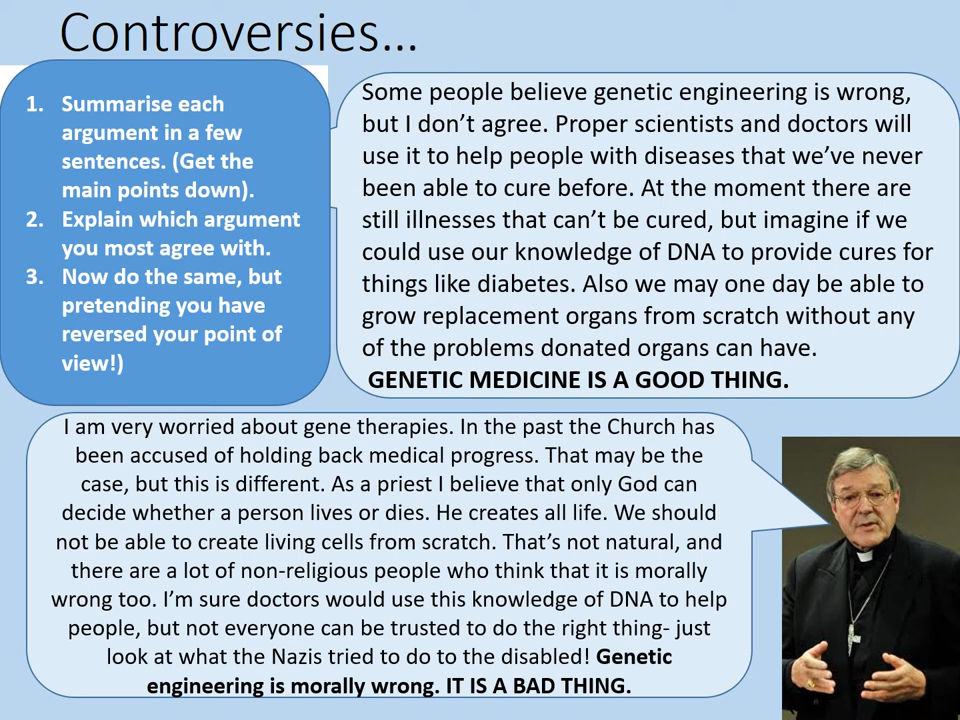 Controversies…
1. Summarise each
argument in a few
sentences. (Get the
main points down).
2. Explain which argument
you most agree with.
3. Now do the same, but
pretending you have
reversed your point of
view!)
Some people believe genetic engineering is wrong,
but I don’t agree. Proper scientists and doctors will
use it to help people with diseases that we’ve never
been able to cure before. At the moment there are
still illnesses that can’t be cured, but imagine if we
could use our knowledge of DNA to provide cures for
things like diabetes. Also we may one day be able to
grow replacement organs from scratch without any
of the problems donated organs can have.
GENETIC MEDICINE IS A GOOD THING.
I am very worried about gene therapies. In the past the Church has
been accused of holding back medical progress. That may be the
case, but this is different. As a priest I believe that only God can
decide whether a person lives or dies. He creates all life. We should
not be able to create living cells from scratch. That’s not natural, and
there are a lot of non-religious people who think that it is morally
wrong too. I’m sure doctors would use this knowledge of DNA to help
people, but not everyone can be trusted to do the right thing- just
look at what the Nazis tried to do to the disabled! Genetic
engineering is morally wrong. IT IS A BAD THING.